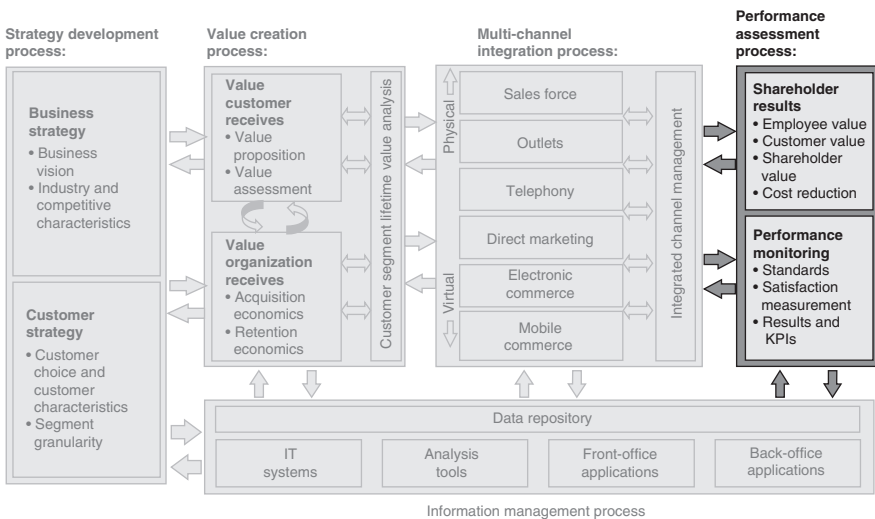 Strategy development
process:
Business
strategy
• Business
vision
• Industry and
competitive
characteristics
Customer
strategy
• Customer
choice and
customer
characteristics
• Segment
granularity
Value creation
process:
Value
customer
receives
• Value
proposition
• Value
assessment
Value
organization
receives
• Acquisition
economics
• Retention
economics
Customer segment lifetime value analysis
Multi-channel
integration process:
Physical
Virtual
Sales force
Outlets
Telephony
Direct marketing
Electronic
commerce
Mobile
commerce
Integrated channel management
Performance
assessment
process:
Shareholder
results
• Employee value
• Customer value
• Shareholder
value
• Cost reduction
Performance
monitoring
• Standards
• Satisfaction
measurement
• Results and
KPIs
Data repository
IT
systems
Analysis
tools
Front-office
applications
Back-office
applications
Information management process